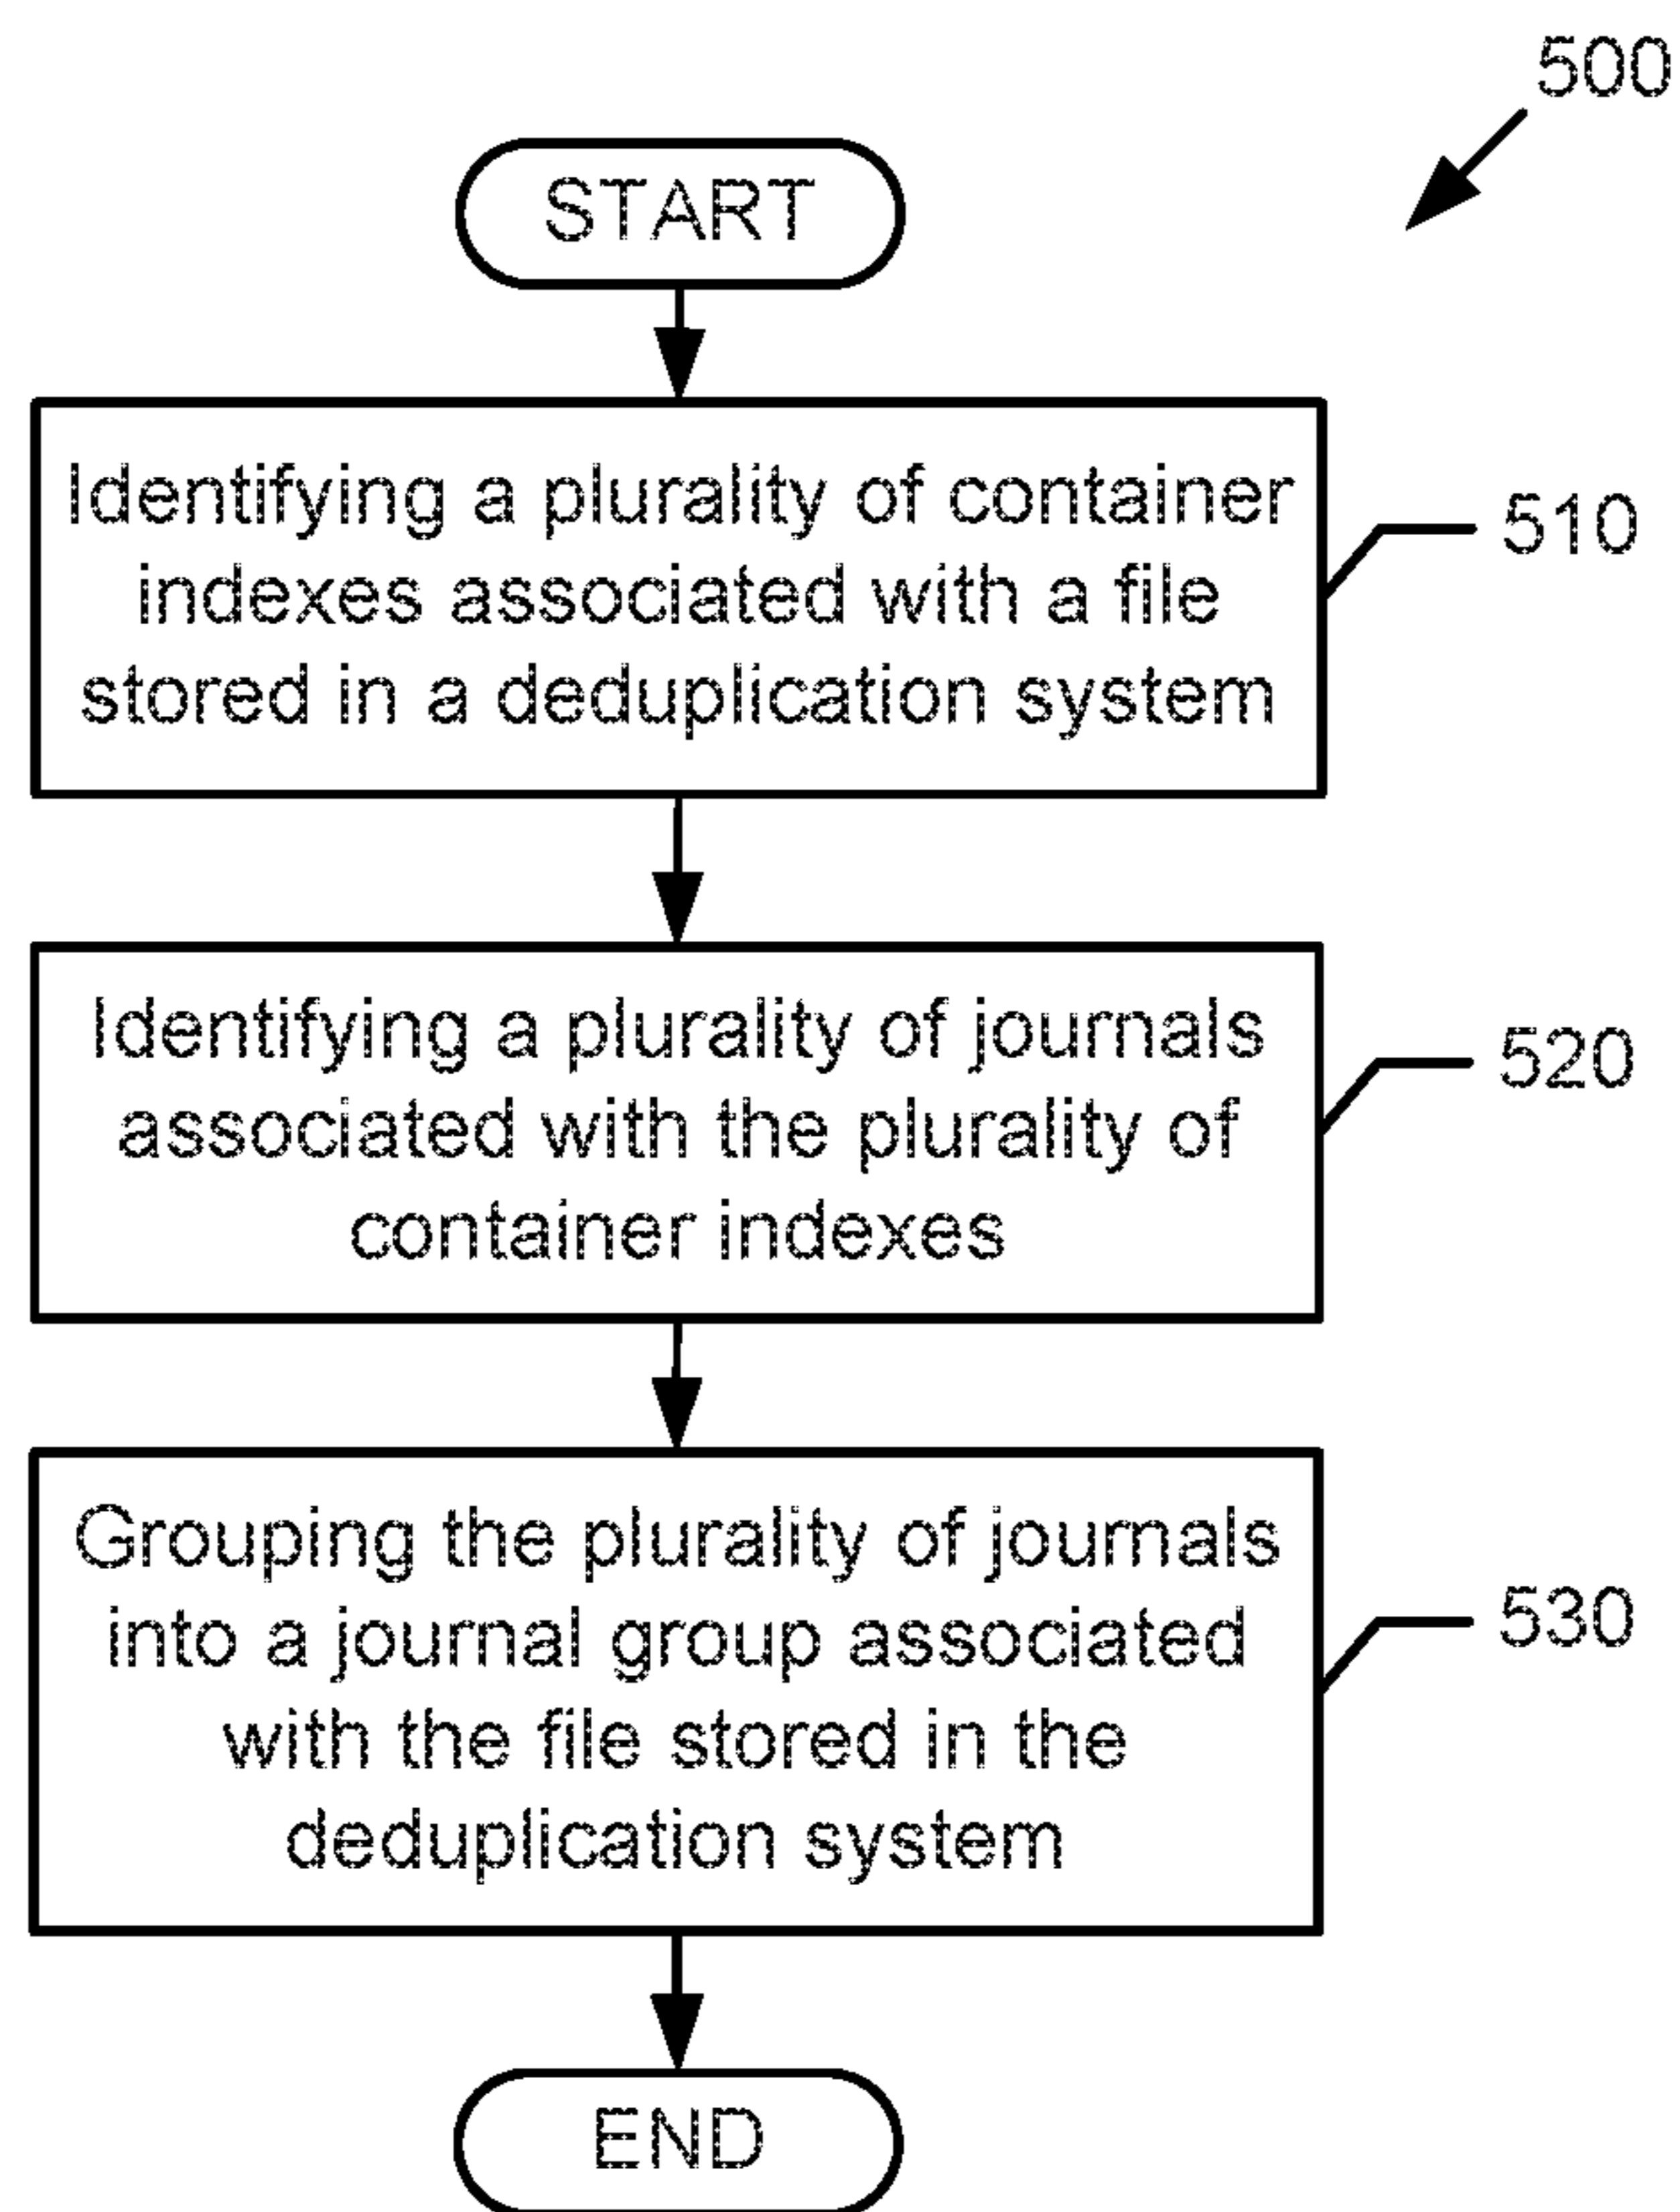 500
START
Identifying a plurality of container
indexes associated with a file
stored in a deduplication system
510
Identifying a plurality of journals
associated with the plurality of
container indexes
520
Grouping the plurality of journals
into a journal group associated
with the file stored in the
deduplication system
530
END